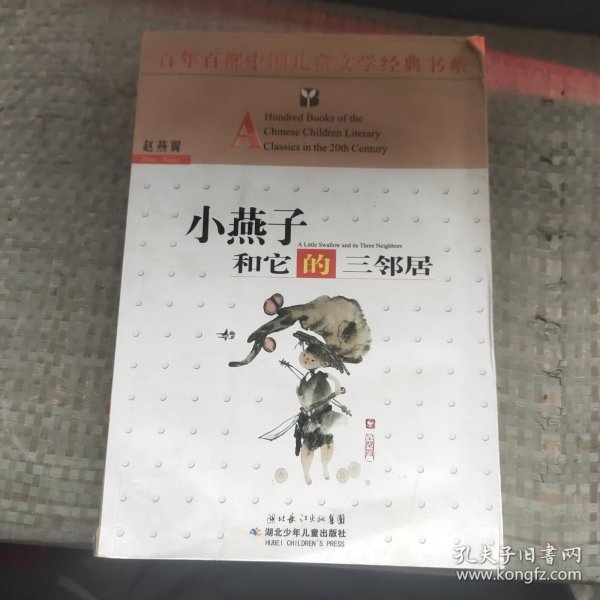 百年百部中国儿童文学经典书系
A Hundred Books of the
Chinese Children Literary
Classics in the 20th Century
赵燕翼
小燕子
A Little Swallow and its Three Neighbors
和它的三邻居
湖北长江出版集团
湖北少年儿童出版社
HUBEI CHILDREN'S PRESS
孔夫子旧书网
www.kongfz.com